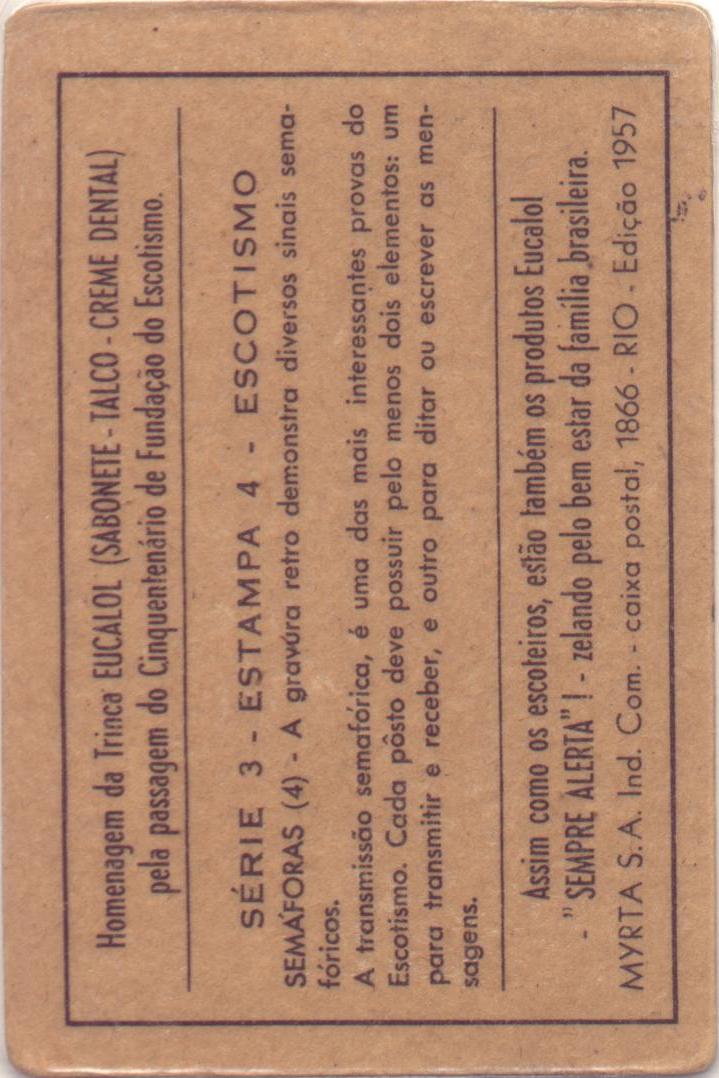 Homenagem da Trinca EUCALOL (SABONETE - TALCO - CREME DENTAL)
pela passagem do Cinquentenário de Fundação do Escotismo.
SÉRIE 3 - ESTAMPA 4 - ESCOTISMO
SEMÁFORAS (4) - A gravúra retro demonstra diversos sinais sema-
fóricos.
A transmissão semafórica, é uma das mais interessantes provas do
Escotismo. Cada pôsto deve possuir pelo menos dois elementos: um
para transmitir e receber, e outro para ditar ou escrever as men-
sagens.
Assim como os escoteiros, estão também os produtos Eucalol
- "SEMPRE ALERTA" ! - zelando pelo bem estar da família brasileira.
MYRTA S. A. Ind. Com. - caixa postal, 1866 - RIO - Edição 1957